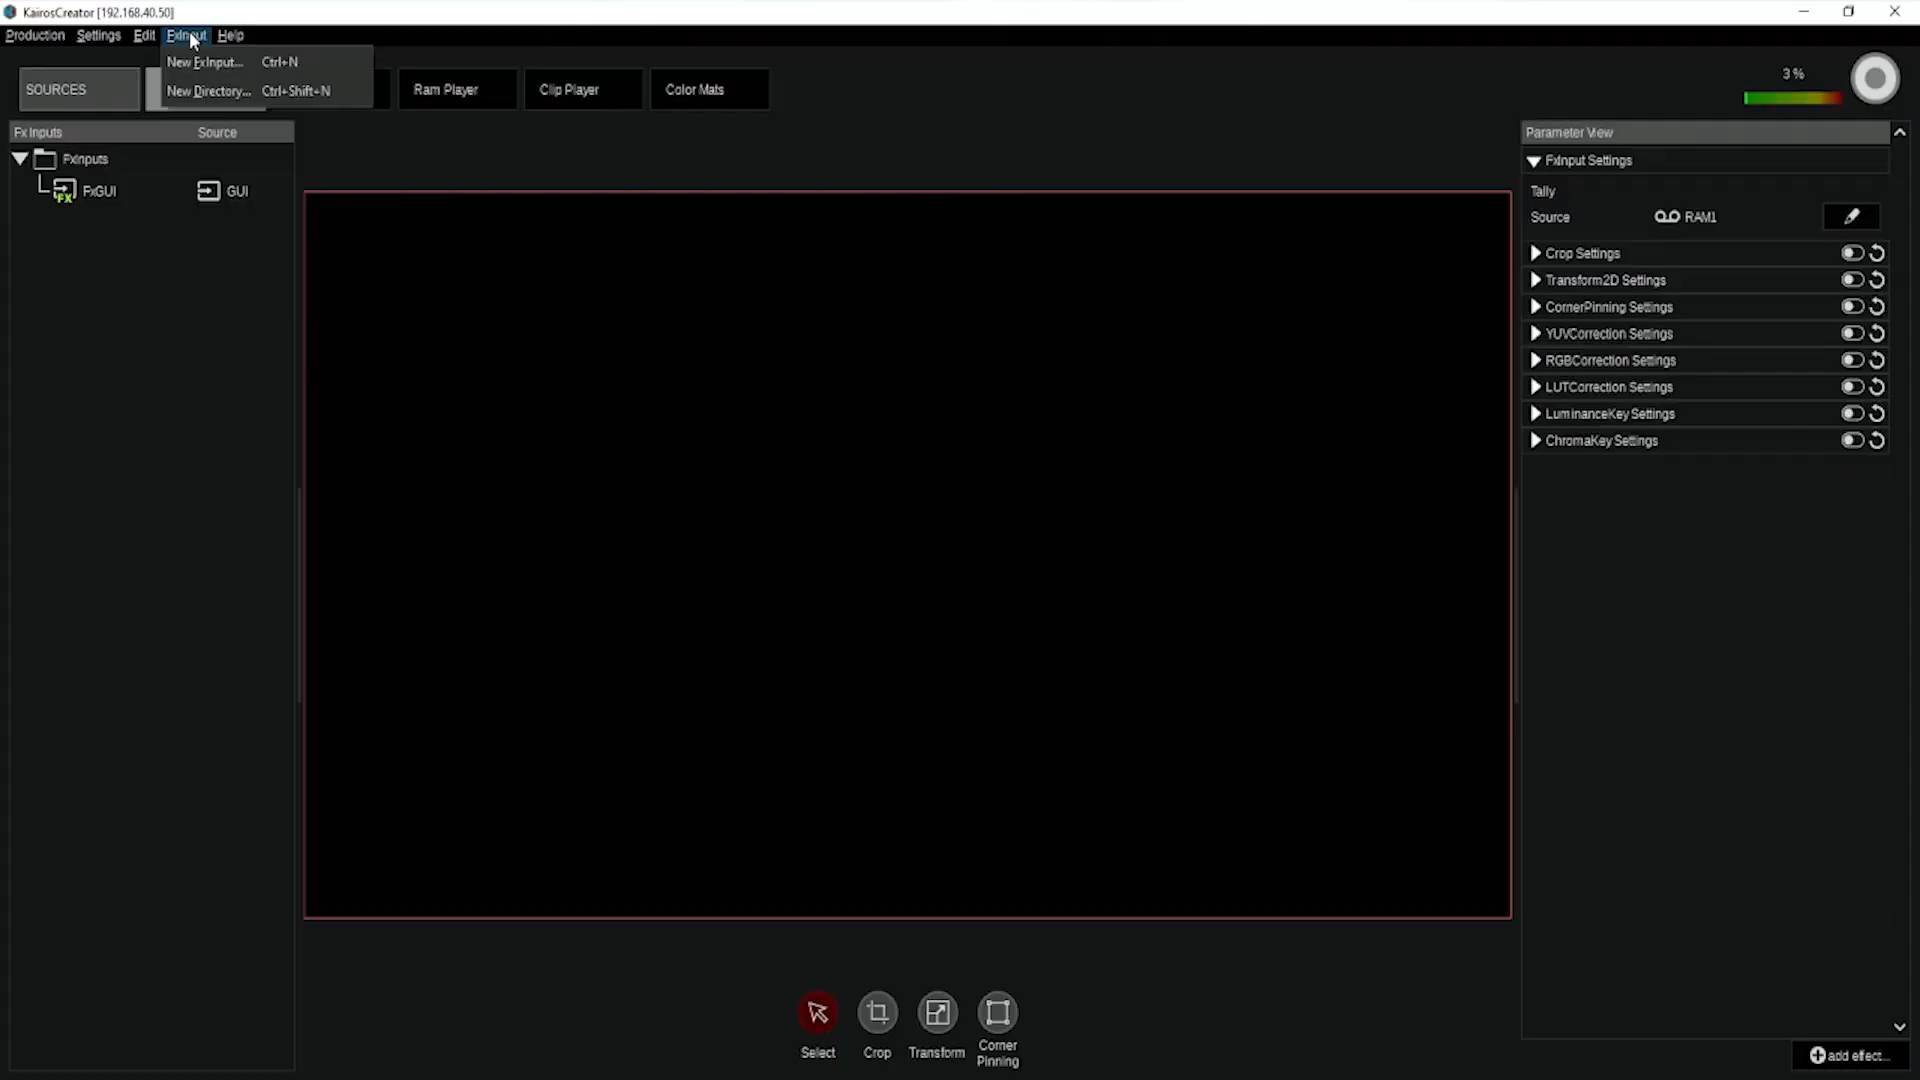 KairosCreator [192.168.40.50]
Production Settings Edit FxInput Help
New FxInput... Ctrl+N
New Directory... Ctrl+Shift+N
SOURCES Ram Player Clip Player Color Mats
3 %
Fx Inputs Source
FxInputs
FX FxGUI GUI
Parameter View
FxInput Settings
Tally
Source RAM1
Crop Settings
Transform2D Settings
CornerPinning Settings
YUVCorrection Settings
RGBCorrection Settings
LUTCorrection Settings
LuminanceKey Settings
ChromaKey Settings
Select Crop Transform Corner Pinning
add effect...